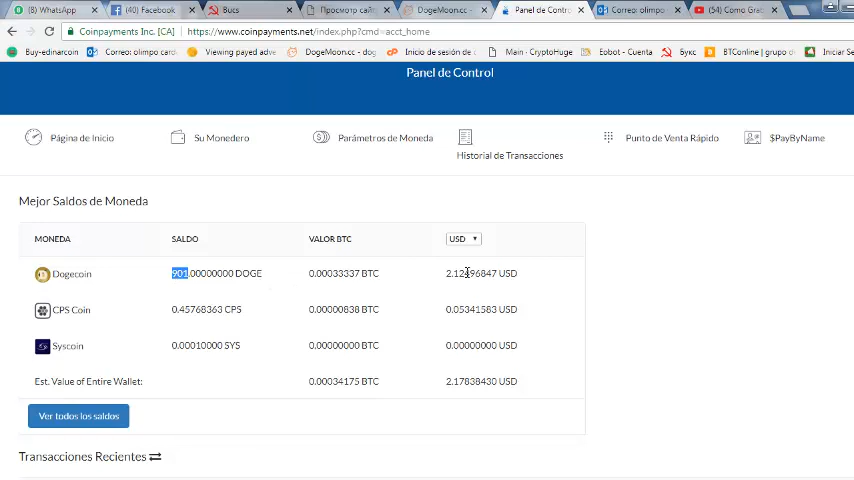 (8) WhatsApp
(40) Facebook
Bucs
Просмотр сайт
DogeMoon.cc - d
Panel de Contro
Correo: olimpo
(54) Como Gra
Coinpayments Inc. [CA]
https://www.coinpayments.net/index.php?cmd=acct_home
Buy-edinarcoin
Correo: olimpo card
Viewing payed adve
DogeMoon.cc - dog
Inicio de sesión de
Main · CryptoHuge
Eobot - Cuenta
Букс
BTConline | grupo d
Iniciar Se
Panel de Control
Página de Inicio
Su Monedero
Parámetros de Moneda
Historial de Transacciones
Punto de Venta Rápido
$PayByName
Mejor Saldos de Moneda
MONEDA SALDO VALOR BTC USD
Dogecoin 901.00000000 DOGE 0.00033337 BTC 2.12496847 USD
CPS Coin 0.45768363 CPS 0.00000838 BTC 0.05341583 USD
Syscoin 0.00010000 SYS 0.00000000 BTC 0.00000000 USD
Est. Value of Entire Wallet: 0.00034175 BTC 2.17838430 USD
Ver todos los saldos
Transacciones Recientes